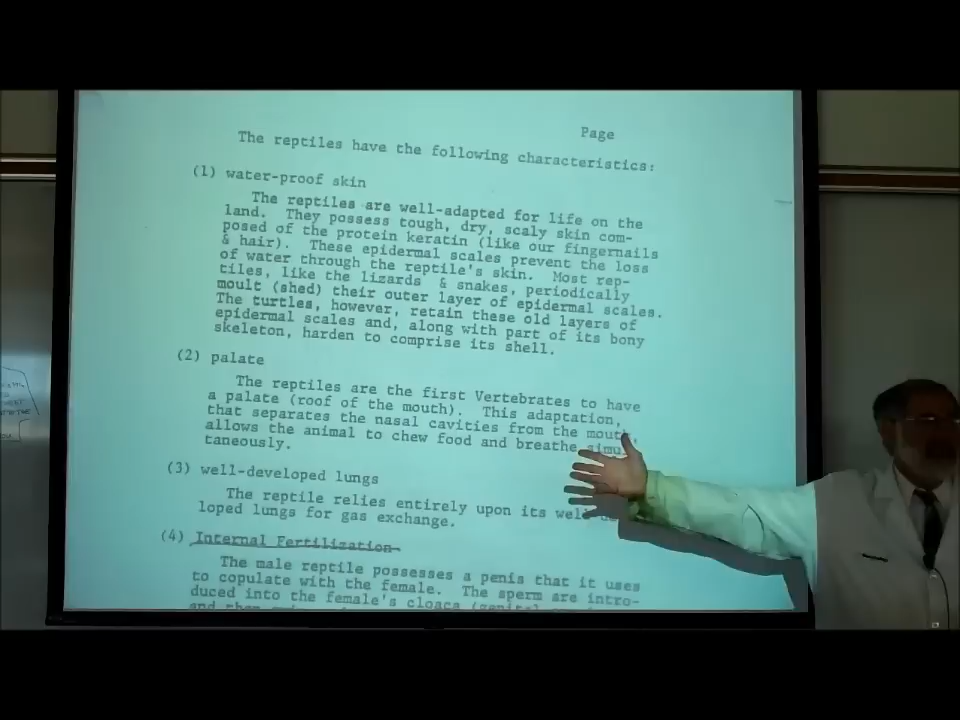 Page
The reptiles have the following characteristics:
(1) water-proof skin
The reptiles are well-adapted for life on the
land. They possess tough, dry, scaly skin com-
posed of the protein keratin (like our fingernails
& hair). These epidermal scales prevent the loss
of water through the reptile's skin. Most rep-
tiles, like the lizards & snakes, periodically
moult (shed) their outer layer of epidermal scales.
The turtles, however, retain these old layers of
epidermal scales and, along with part of its bony
skeleton, harden to comprise its shell.
(2) palate
The reptiles are the first Vertebrates to have
a palate (roof of the mouth). This adaptation,
that separates the nasal cavities from the mouth,
allows the animal to chew food and breathe simul
taneously.
(3) well-developed lungs
The reptile relies entirely upon its well
loped lungs for gas exchange.
(4) Internal Fertilization
The male reptile possesses a penis that it uses
to copulate with the female. The sperm are intro-
duced into the female's cloaca (genital
and then